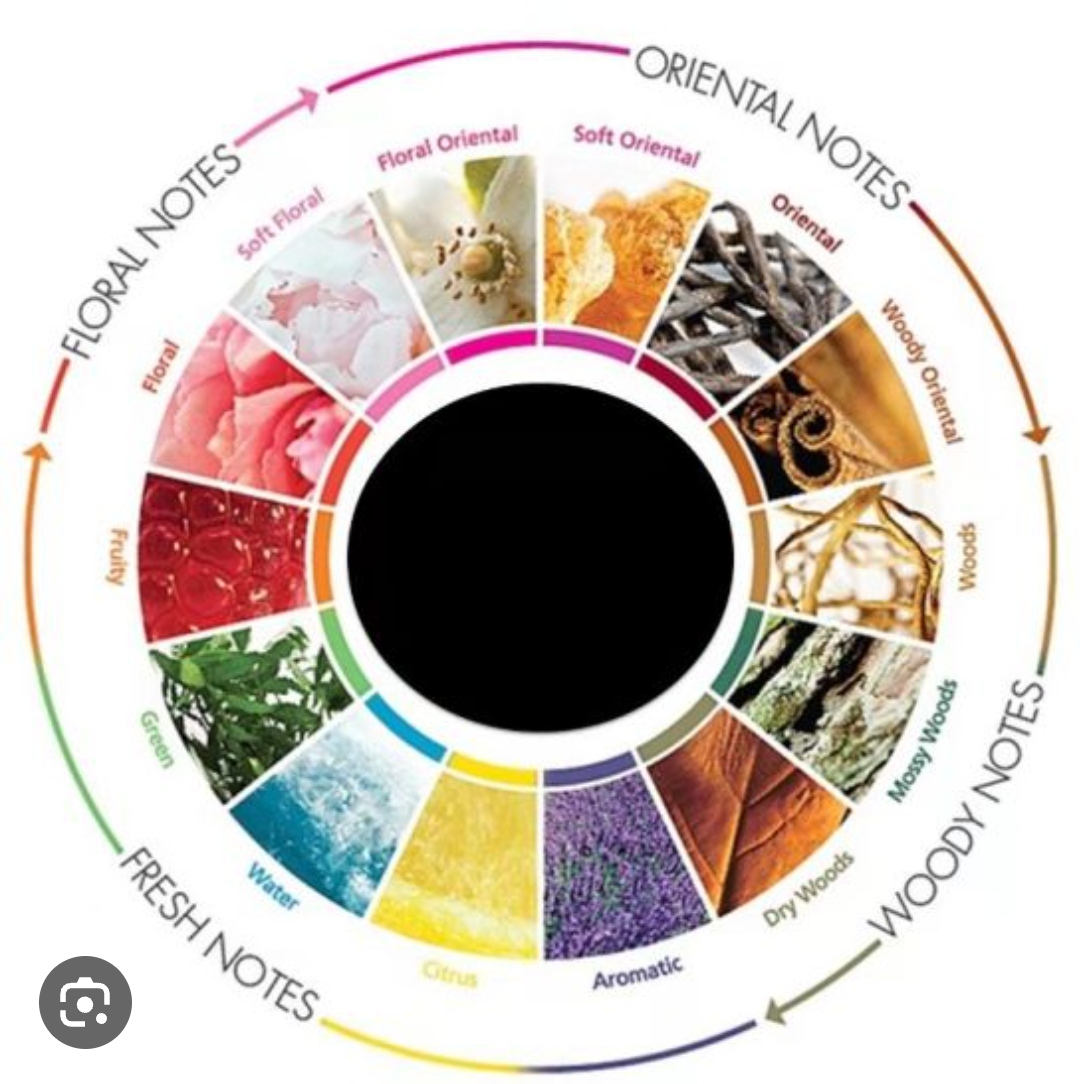 ORIENTAL NOTES
FLORAL NOTES
Floral Oriental
Soft Oriental
Soft Floral
Oriental
Floral
Woody Oriental
Fruity
Woods
Green
Mossy Woods
Water
Dry Woods
Citrus
Aromatic
FRESH NOTES
WOODY NOTES